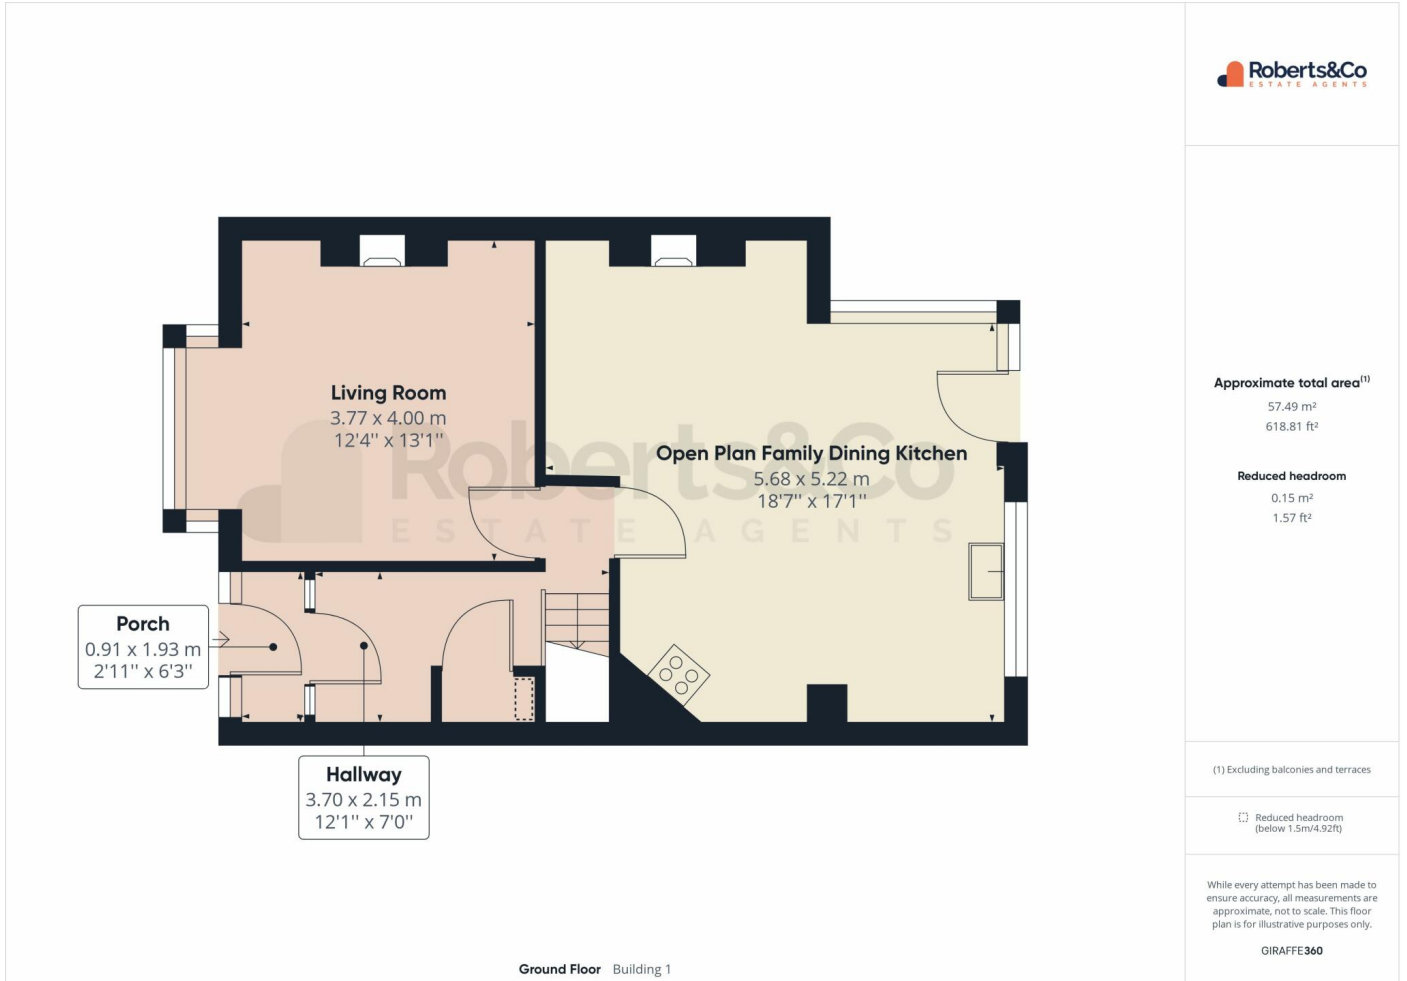 Roberts&Co
ESTATE AGENTS
Living Room
3.77 x 4.00 m
12'4'' x 13'1''
Roberts&Co
ESTATE AGENTS
Open Plan Family Dining Kitchen
5.68 x 5.22 m
18'7'' x 17'1''
Porch
0.91 x 1.93 m
2'11'' x 6'3''
Hallway
3.70 x 2.15 m
12'1'' x 7'0''
Ground Floor Building 1
Approximate total area(1)
57.49 m²
618.81 ft²
Reduced headroom
0.15 m²
1.57 ft²
(1) Excluding balconies and terraces
Reduced headroom
(below 1.5m/4.92ft)
While every attempt has been made to
ensure accuracy, all measurements are
approximate, not to scale. This floor
plan is for illustrative purposes only.
GIRAFFE360